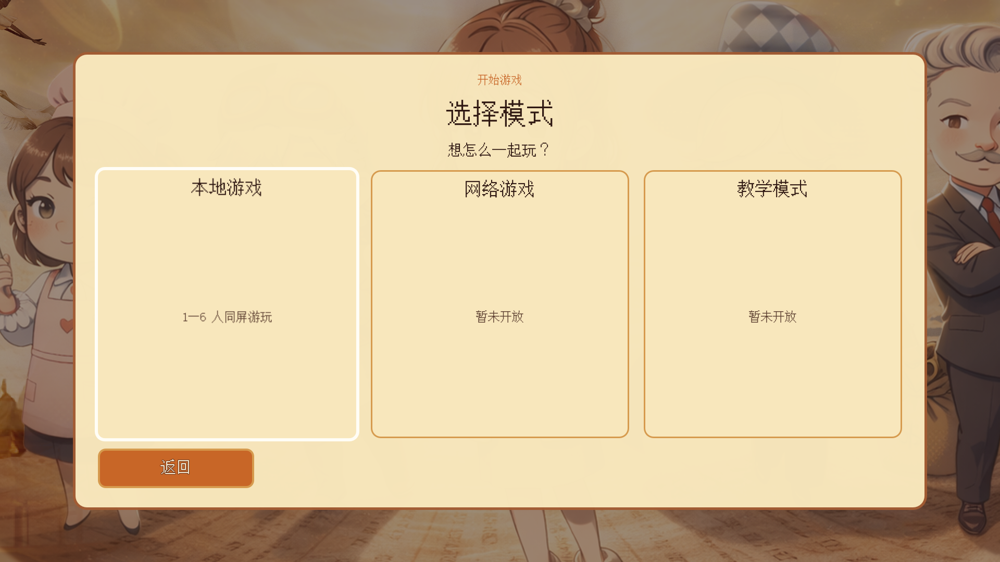 开始游戏
选择模式
想怎么一起玩？
本地游戏
1—6 人同屏游玩
网络游戏
暂未开放
教学模式
暂未开放
返回